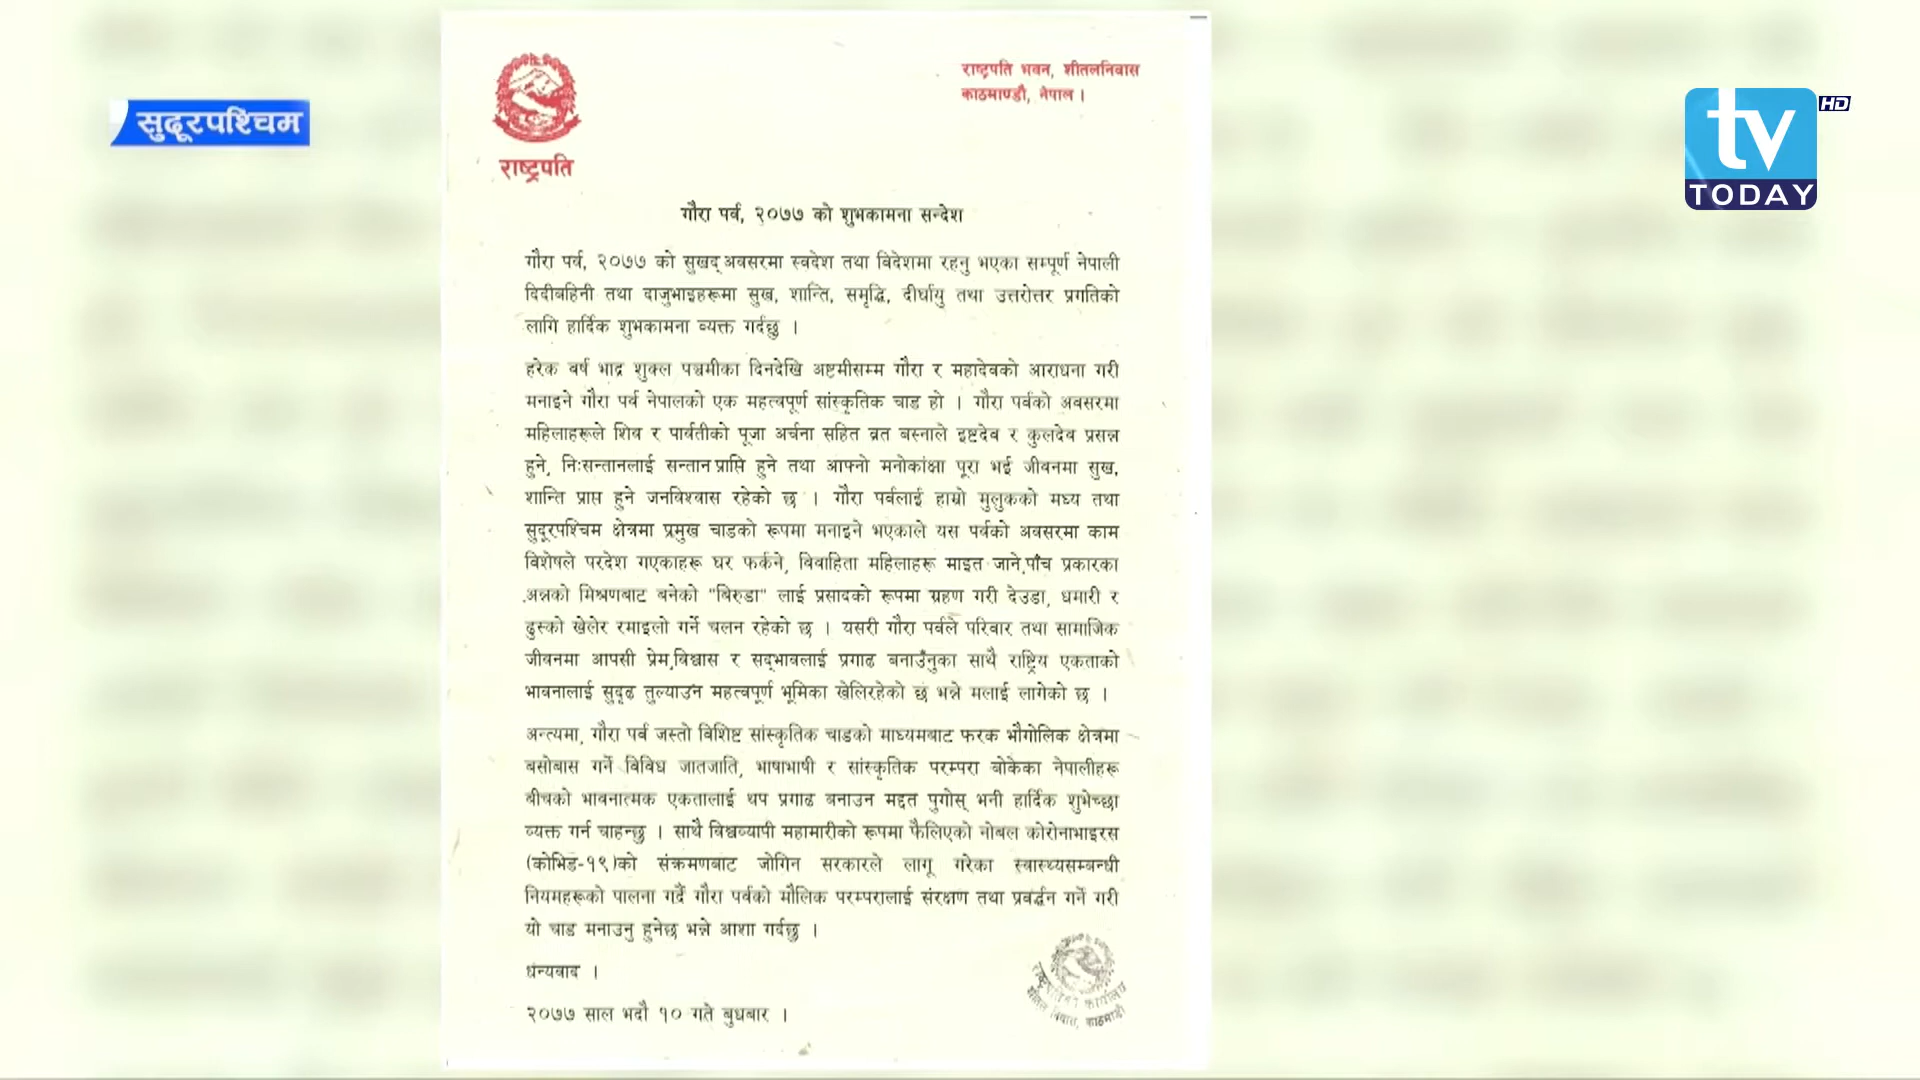 राष्ट्रपति भवन, शीतलनिवास
काठमाण्डौ, नेपाल ।
सुदूरपश्चिम
tv HD
TODAY
राष्ट्रपति
गौरा पर्व, २०७७ को शुभकामना सन्देश
गौरा पर्व, २०७७ को सुखद् अवसरमा स्वदेश तथा बिदेशमा रहनु भएका सम्पूर्ण नेपाली
दिदीबहिनी तथा दाजुभाइहरूमा सुख, शान्ति, समृद्धि, दीर्घायु तथा उत्तरोत्तर प्रगतिको
लागि हार्दिक शुभकामना व्यक्त गर्दछु ।
हरेक वर्ष भाद्र शुक्ल पञ्चमीका दिनदेखि अष्टमीसम्म गौरा र महादेवको आराधना गरी
मनाइने गौरा पर्व नेपालको एक महत्वपूर्ण सांस्कृतिक चाड हो । गौरा पर्वको अवसरमा
महिलाहरूले शिव र पार्वतीको पूजा अर्चना सहित व्रत बस्नाले इष्टदेव र कुलदेव प्रसन्न
हुने, निःसन्तानलाई सन्तान प्राप्ति हुने तथा आफ्नो मनोकांक्षा पूरा भई जीवनमा सुख,
शान्ति प्राप्त हुने जनविश्वास रहेको छ । गौरा पर्वलाई हाम्रो मुलुकको मध्य तथा
सुदूरपश्चिम क्षेत्रमा प्रमुख चाडको रूपमा मनाइने भएकाले यस पर्वको अवसरमा काम
विशेषले परदेश गएकाहरू घर फर्कने, विवाहिता महिलाहरू माइत जाने,पाँच प्रकारका
अन्नको मिश्रणबाट बनेको "बिरुडा" लाई प्रसादको रूपमा ग्रहण गरी देउडा, धमारी र
ढुस्को खेलेर रमाइलो गर्ने चलन रहेको छ । यसरी गौरा पर्वले परिवार तथा सामाजिक
जीवनमा आपसी प्रेम,विश्वास र सद्‌भावलाई प्रगाढ बनाउँनुका साथै राष्ट्रिय एकताको
भावनालाई सुदृढ तुल्याउन महत्वपूर्ण भूमिका खेलिरहेको छ भन्ने मलाई लागेको छ ।
अन्त्यमा, गौरा पर्व जस्तो विशिष्ट सांस्कृतिक चाडको माध्यमबाट फरक भौगोलिक क्षेत्रमा
बसोबास गर्ने विविध जातजाति, भाषाभाषी र सांस्कृतिक परम्परा बोकेका नेपालीहरू
बीचको भावनात्मक एकतालाई थप प्रगाढ बनाउन मद्दत पुगोस् भनी हार्दिक शुभेच्छा
व्यक्त गर्न चाहन्छु । साथै विश्वव्यापी महामारीको रूपमा फैलिएको नोबल कोरोनाभाइरस
(कोभिड-१९)को संक्रमणबाट जोगिन सरकारले लागू गरेका स्वास्थ्यसम्बन्धी
नियमहरूको पालना गर्दै गौरा पर्वको मौलिक परम्परालाई संरक्षण तथा प्रवर्द्धन गर्ने गरी
यो चाड मनाउनु हुनेछ भन्ने आशा गर्दछु ।
धन्यवाद ।
२०७७ साल भदौ १० गते बुधबार ।
राष्ट्रपतिको कार्यालय
शीतल निवास, काठमाडौं